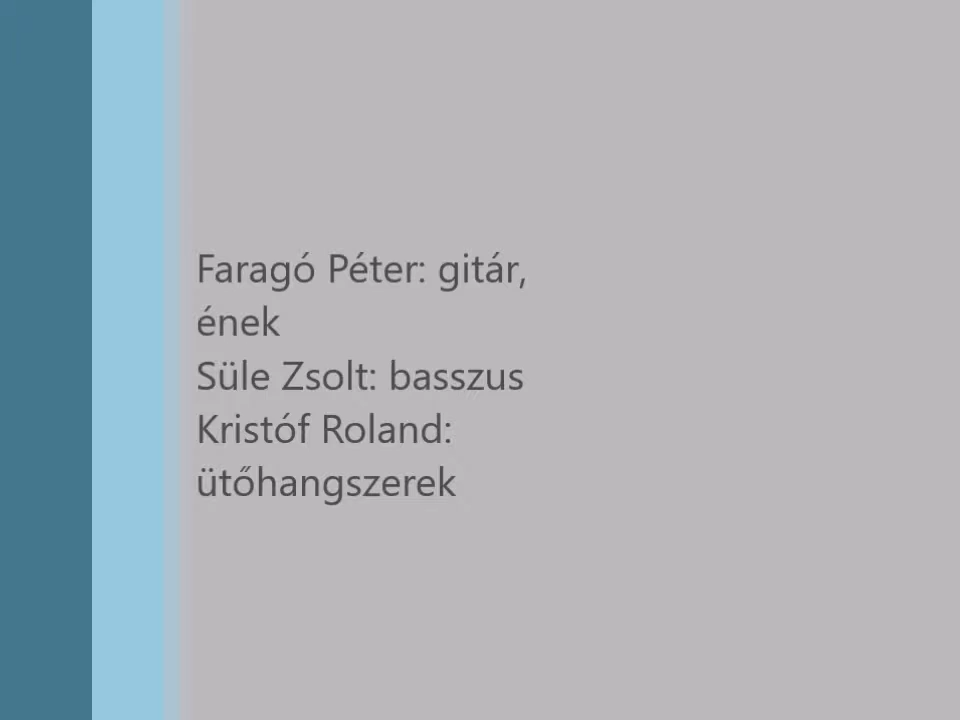 Faragó Péter: gitár,
ének
Süle Zsolt: basszus
Kristóf Roland:
ütőhangszerek